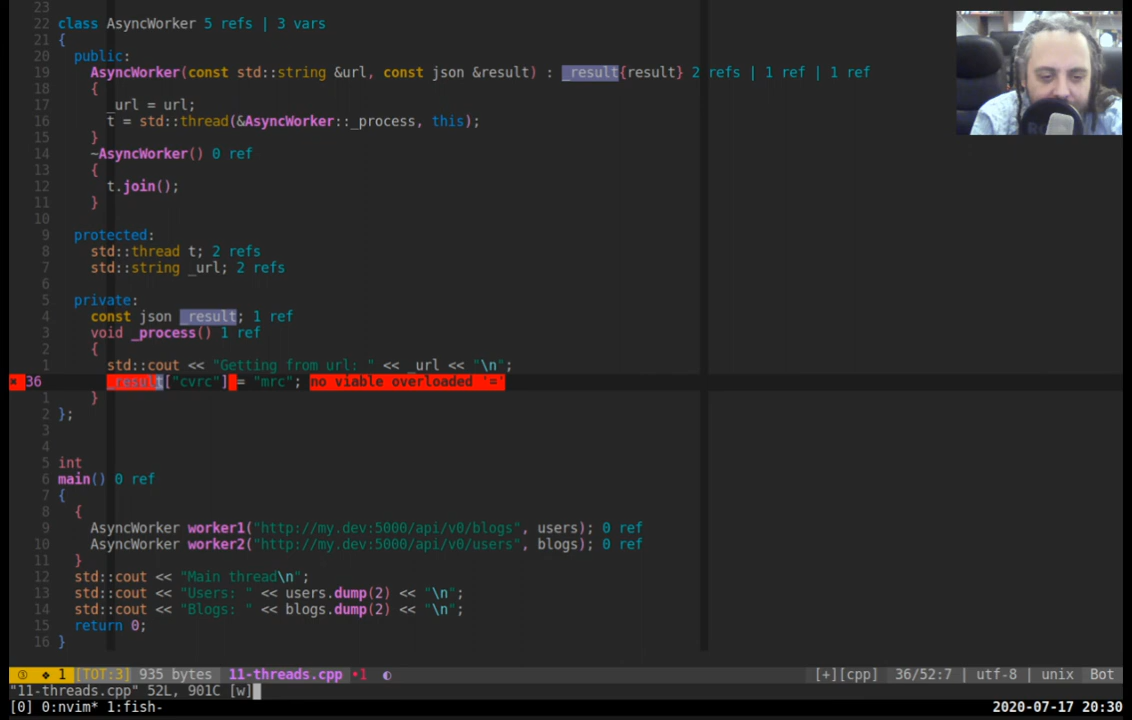 23
22 class AsyncWorker 5 refs | 3 vars
21 {
20 public:
19 AsyncWorker(const std::string &url, const json &result) : _result{result} 2 refs | 1 ref | 1 ref
18 {
17 _url = url;
16 t = std::thread(&AsyncWorker::_process, this);
15 }
14 ~AsyncWorker() 0 ref
13 {
12 t.join();
11 }
10
9 protected:
8 std::thread t; 2 refs
7 std::string _url; 2 refs
6
5 private:
4 const json _result; 1 ref
3 void _process() 1 ref
2 {
1 std::cout << "Getting from url: " << _url << "\n";
✖ 36 _result["cvrc"] = "mrc"; no viable overloaded '='
1 }
2 };
3
4
5 int
6 main() 0 ref
7 {
8 {
9 AsyncWorker worker1("http://my.dev:5000/api/v0/blogs", users); 0 ref
10 AsyncWorker worker2("http://my.dev:5000/api/v0/users", blogs); 0 ref
11 }
12 std::cout << "Main thread\n";
13 std::cout << "Users: " << users.dump(2) << "\n";
14 std::cout << "Blogs: " << blogs.dump(2) << "\n";
15 return 0;
16 }
③ ❖ 1 [TOT:3] 935 bytes 11-threads.cpp •1 [+][cpp] 36/52:7 | utf-8 | unix Bot
"11-threads.cpp" 52L, 901C [w]
[0] 0:nvim* 1:fish- 2020-07-17 20:30